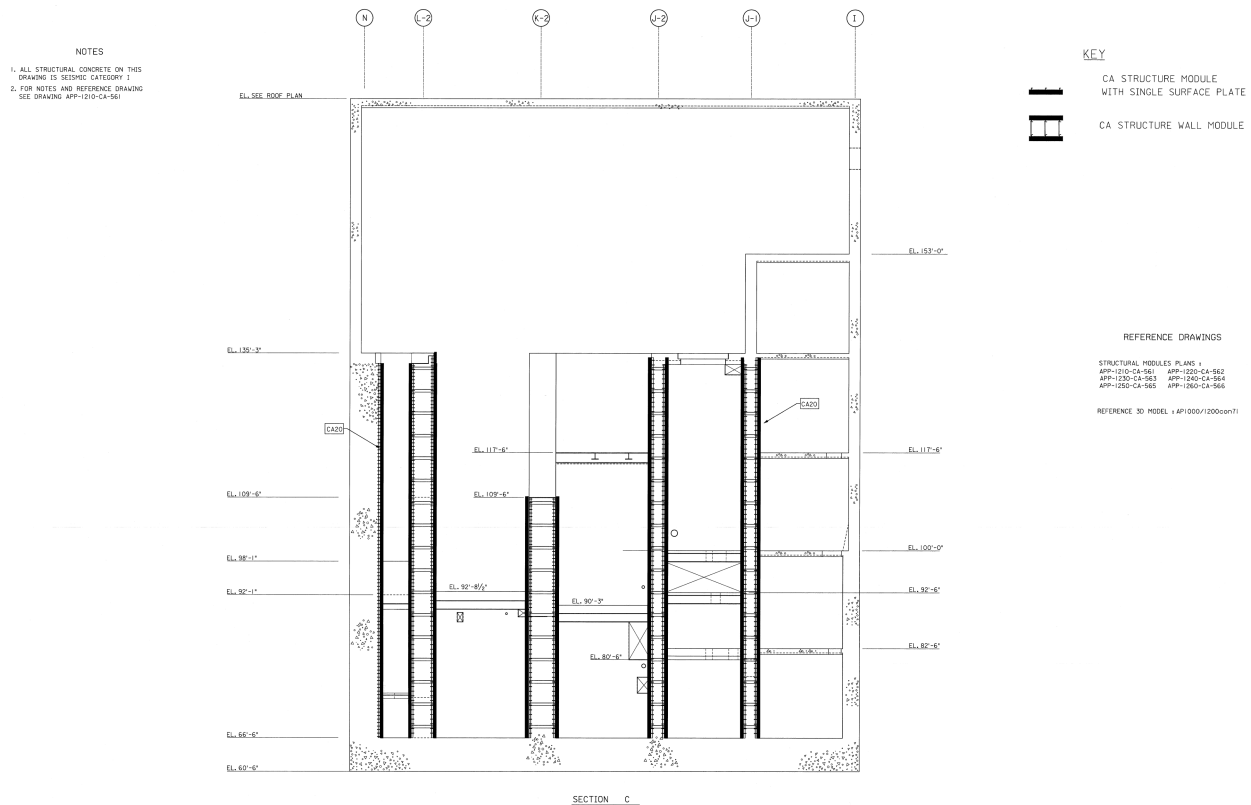 N
L-2
K-2
J-2
J-1
I
NOTES
1. ALL STRUCTURAL CONCRETE ON THIS
DRAWING IS SEISMIC CATEGORY I
2. FOR NOTES AND REFERENCE DRAWING
SEE DRAWING APP-1210-CA-561
KEY
CA STRUCTURE MODULE
WITH SINGLE SURFACE PLATE
CA STRUCTURE WALL MODULE
EL. SEE ROOF PLAN
EL. 153'-0"
REFERENCE DRAWINGS
STRUCTURAL MODULES PLANS :
APP-1210-CA-561 APP-1220-CA-562
APP-1230-CA-563 APP-1240-CA-564
APP-1250-CA-565 APP-1260-CA-566
REFERENCE 3D MODEL : AP1000/1200con71
EL. 135'-3"
CA20
CA20
EL. 117'-6"
EL. 117'-6"
EL. 109'-6"
EL. 109'-6"
EL. 100'-0"
EL. 98'-1"
EL. 92'-8½"
EL. 92'-1"
EL. 92'-6"
EL. 90'-3"
EL. 82'-6"
EL. 80'-6"
EL. 66'-6"
EL. 60'-6"
SECTION C